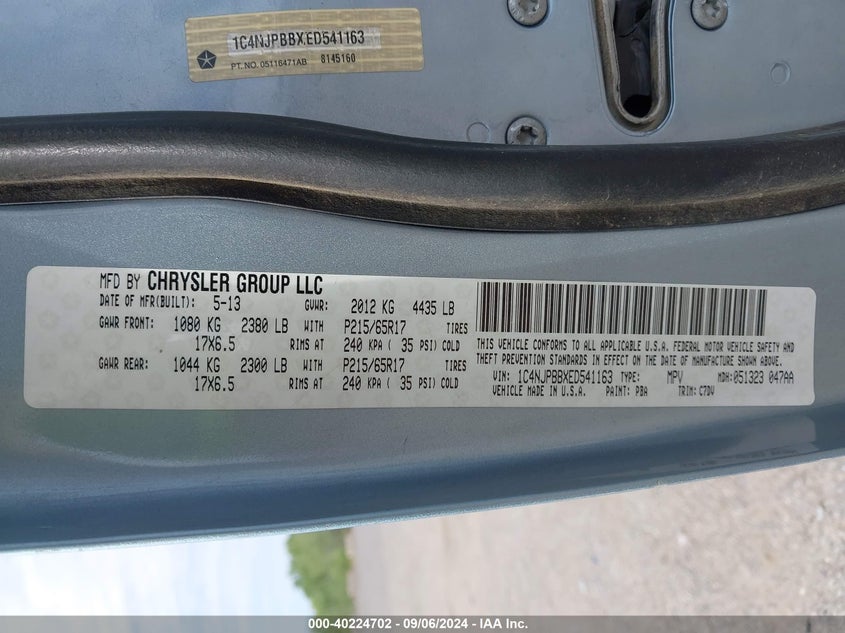 1C4NJPBBXED541163
PT. NO. 05116471AB 8145160
MFD BY CHRYSLER GROUP LLC
DATE OF MFR(BUILT): 5-13 GVWR: 2012 KG 4435 LB
GAWR FRONT: 1080 KG 2380 LB WITH P215/65R17 TIRES
17X6.5 RIMS AT 240 KPA ( 35 PSI) COLD
GAWR REAR: 1044 KG 2300 LB WITH P215/65R17 TIRES
17X6.5 RIMS AT 240 KPA ( 35 PSI) COLD
THIS VEHICLE CONFORMS TO ALL APPLICABLE U.S.A. FEDERAL MOTOR VEHICLE SAFETY AND
THEFT PREVENTION STANDARDS IN EFFECT ON THE DATE OF MANUFACTURE SHOWN ABOVE.
VIN: 1C4NJPBBXED541163 TYPE: MPV MDH:051323 047AA
VEHICLE MADE IN U.S.A. PAINT: PBA TRIM: C7DV
000-40224702 - 09/06/2024 - IAA Inc.